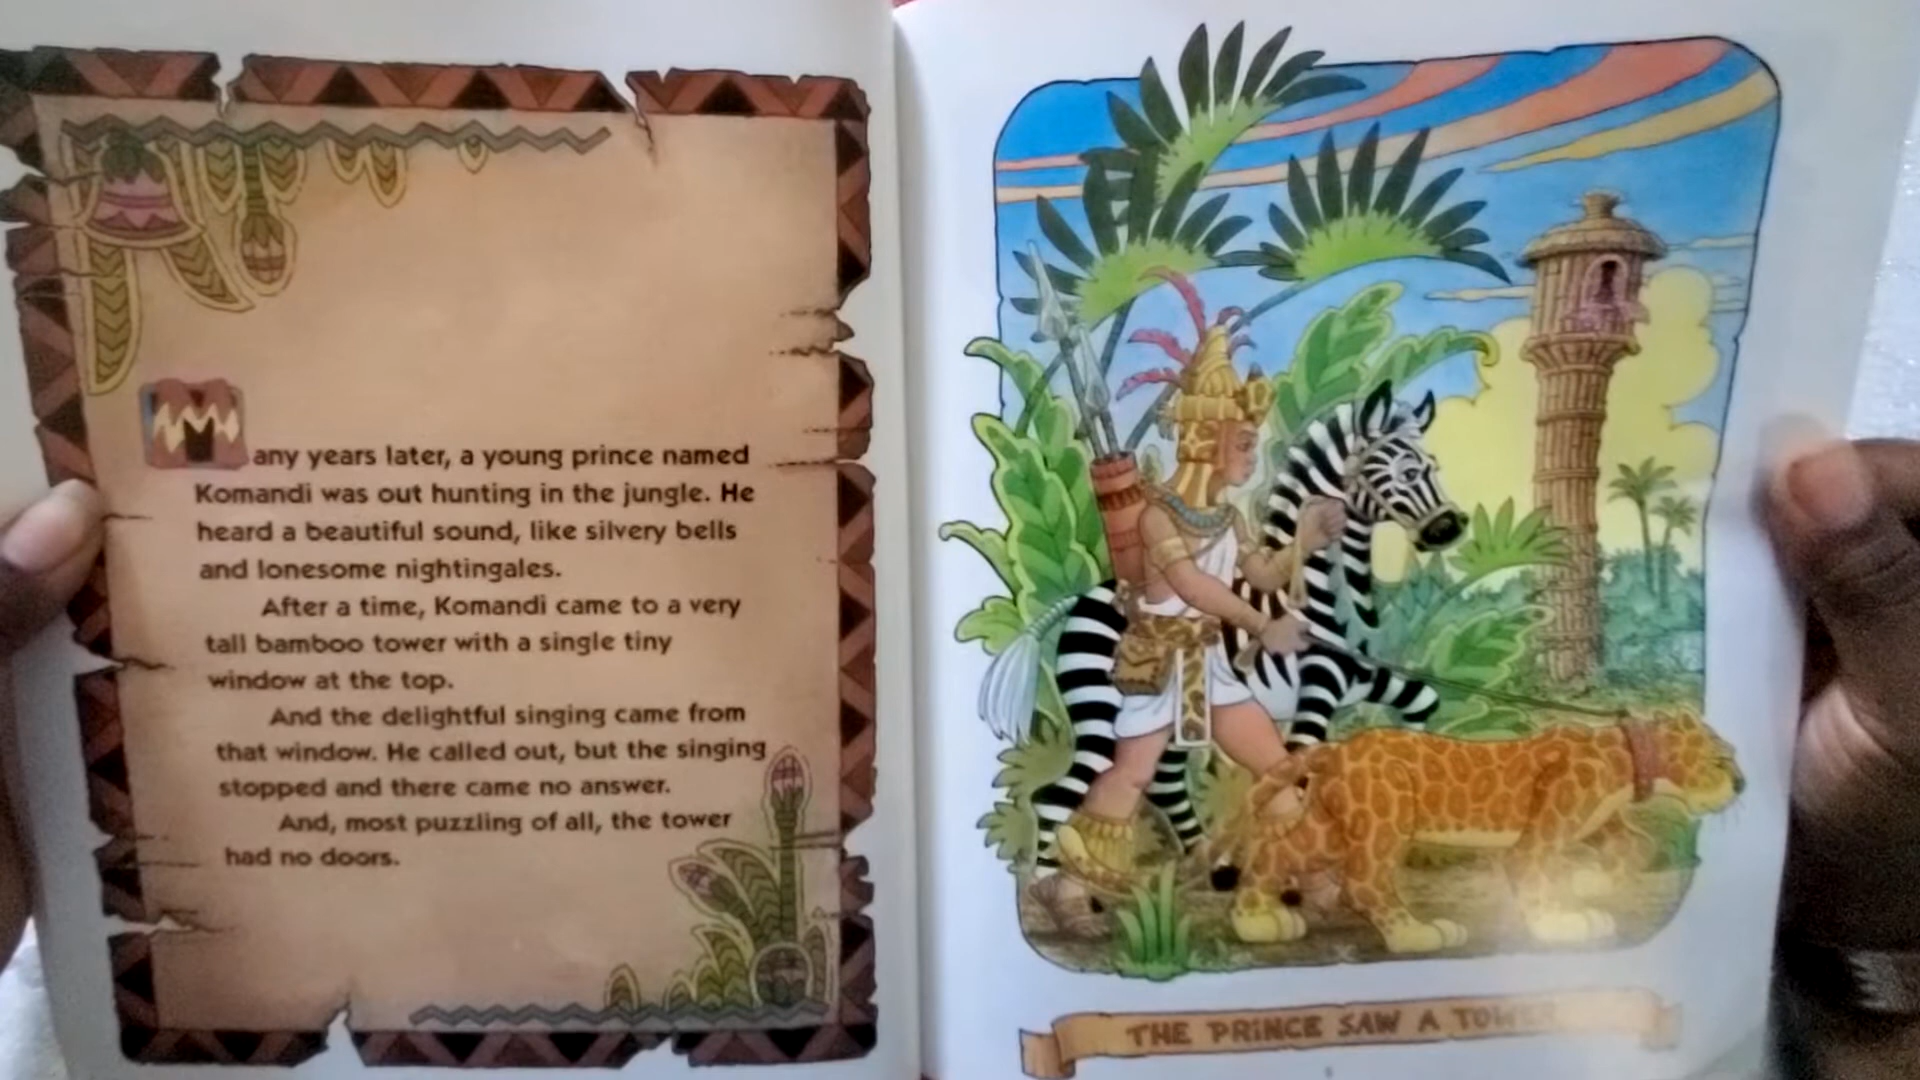 Many years later, a young prince named
Komandi was out hunting in the jungle. He
heard a beautiful sound, like silvery bells
and lonesome nightingales.
After a time, Komandi came to a very
tall bamboo tower with a single tiny
window at the top.
And the delightful singing came from
that window. He called out, but the singing
stopped and there came no answer.
And, most puzzling of all, the tower
had no doors.
THE PRINCE SAW A TOWER